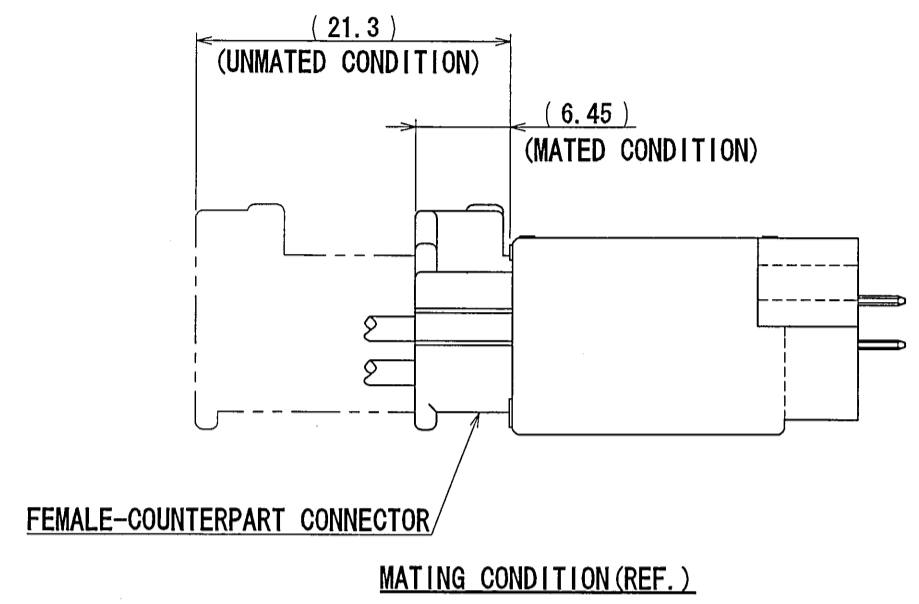 ( 21.3 )
(UNMATED CONDITION)
( 6.45 )
(MATED CONDITION)
FEMALE-COUNTERPART CONNECTOR
MATING CONDITION(REF.)